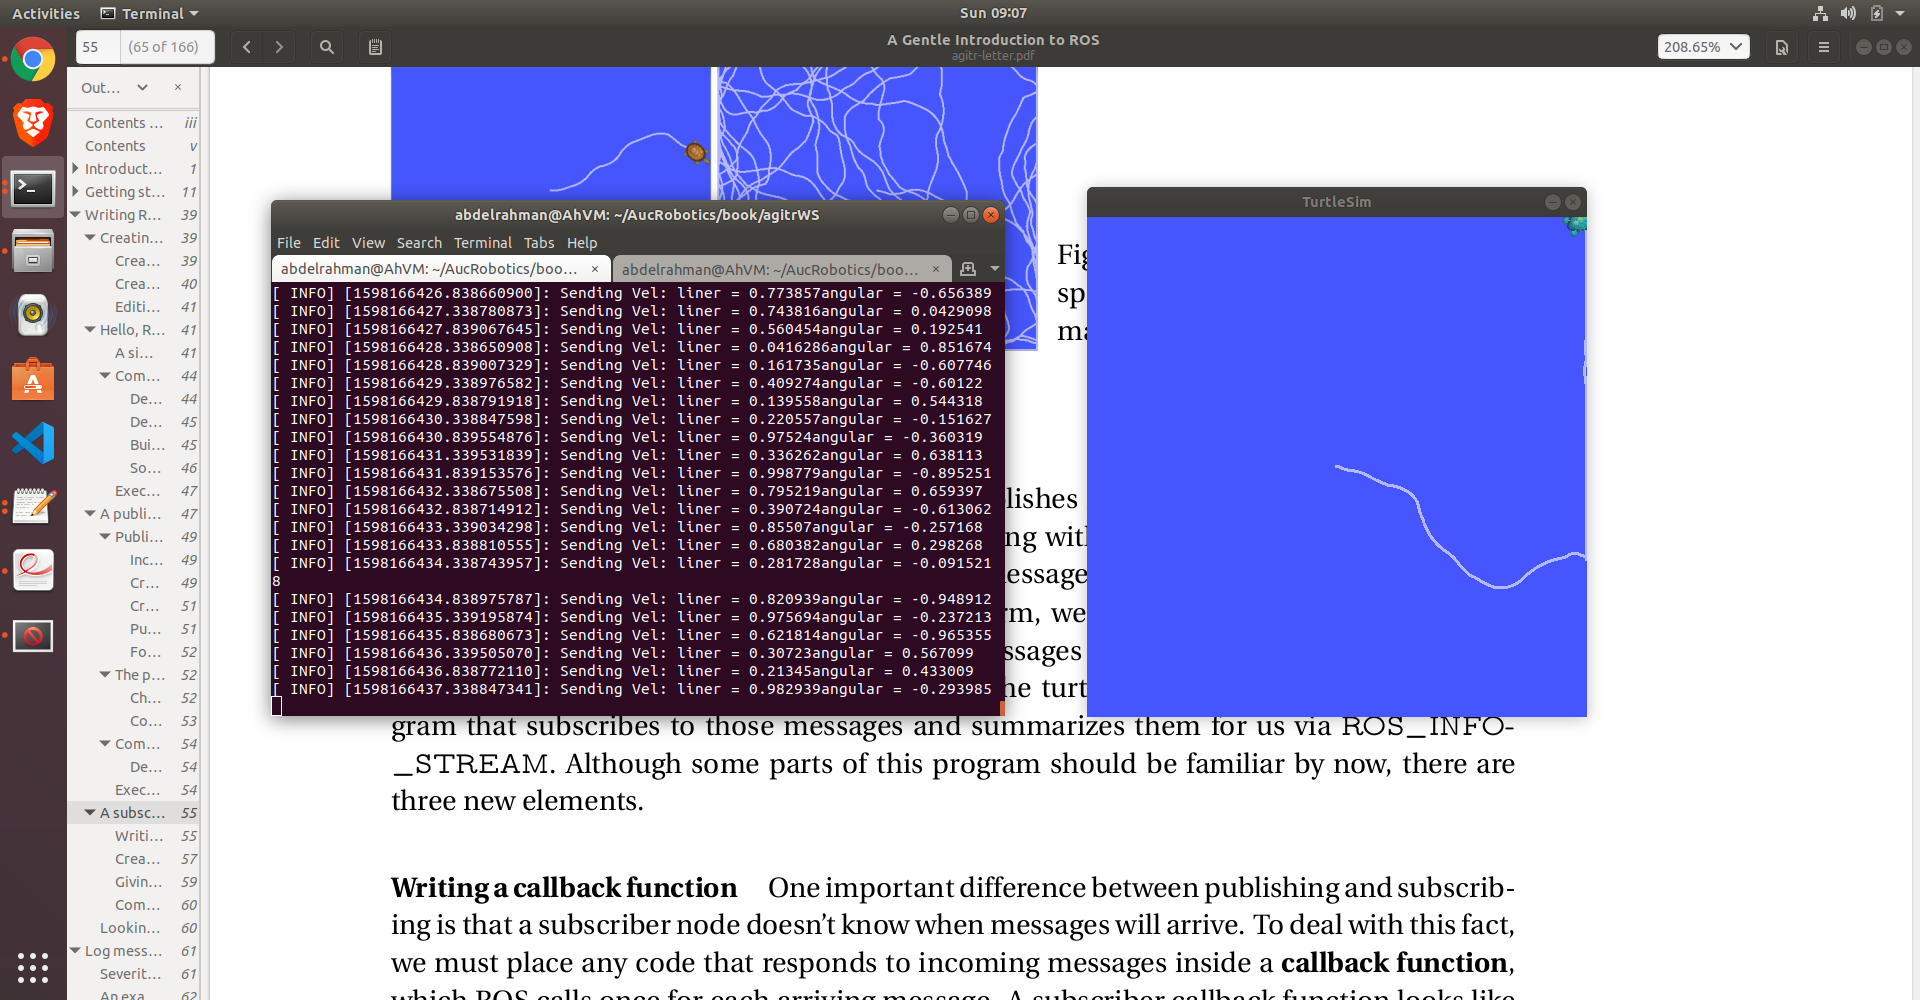 Activities Terminal Sun 09:07
55 (65 of 166) A Gentle Introduction to ROS 208.65%
agitr-letter.pdf
Out...
Contents ... iii
Contents v
Introduct... 1
Getting st... 11
Writing R... 39
Creatin... 39
Crea... 39
Crea... 40
Editi... 41
Hello, R... 41
A si... 41
Com... 44
De... 44
De... 45
Bui... 45
So... 46
Exec... 47
A publi... 47
Publi... 49
Inc... 49
Cr... 49
Cr... 51
Pu... 51
Fo... 52
The p... 52
Ch... 52
Co... 53
Com... 54
De... 54
Exec... 54
A subsc... 55
Writi... 55
Crea... 57
Givin... 59
Com... 60
Lookin... 60
Log mess... 61
Severit... 61
An exa... 62
abdelrahman@AhVM: ~/AucRobotics/book/agitrWS
File Edit View Search Terminal Tabs Help
abdelrahman@AhVM: ~/AucRobotics/boo... abdelrahman@AhVM: ~/AucRobotics/boo...
[ INFO] [1598166426.838660900]: Sending Vel: liner = 0.773857angular = -0.656389
[ INFO] [1598166427.338780873]: Sending Vel: liner = 0.743816angular = 0.0429098
[ INFO] [1598166427.839067645]: Sending Vel: liner = 0.560454angular = 0.192541
[ INFO] [1598166428.338650908]: Sending Vel: liner = 0.0416286angular = 0.851674
[ INFO] [1598166428.839007329]: Sending Vel: liner = 0.161735angular = -0.607746
[ INFO] [1598166429.338976582]: Sending Vel: liner = 0.409274angular = -0.60122
[ INFO] [1598166429.838791918]: Sending Vel: liner = 0.139558angular = 0.544318
[ INFO] [1598166430.338847598]: Sending Vel: liner = 0.220557angular = -0.151627
[ INFO] [1598166430.839554876]: Sending Vel: liner = 0.97524angular = -0.360319
[ INFO] [1598166431.339531839]: Sending Vel: liner = 0.336262angular = 0.638113
[ INFO] [1598166431.839153576]: Sending Vel: liner = 0.998779angular = -0.895251
[ INFO] [1598166432.338675508]: Sending Vel: liner = 0.795219angular = 0.659397
[ INFO] [1598166432.838714912]: Sending Vel: liner = 0.390724angular = -0.613062
[ INFO] [1598166433.339034298]: Sending Vel: liner = 0.85507angular = -0.257168
[ INFO] [1598166433.838810555]: Sending Vel: liner = 0.680382angular = 0.298268
[ INFO] [1598166434.338743957]: Sending Vel: liner = 0.281728angular = -0.091521
8
[ INFO] [1598166434.838975787]: Sending Vel: liner = 0.820939angular = -0.948912
[ INFO] [1598166435.339195874]: Sending Vel: liner = 0.975694angular = -0.237213
[ INFO] [1598166435.838680673]: Sending Vel: liner = 0.621814angular = -0.965355
[ INFO] [1598166436.339505070]: Sending Vel: liner = 0.30723angular = 0.567099
[ INFO] [1598166436.838772110]: Sending Vel: liner = 0.21345angular = 0.433009
[ INFO] [1598166437.338847341]: Sending Vel: liner = 0.982939angular = -0.293985
TurtleSim
Fig
sp
ma
lishes
ng with
essage
rm, we
ssages
he turt
gram that subscribes to those messages and summarizes them for us via ROS_INFO-
_STREAM. Although some parts of this program should be familiar by now, there are
three new elements.
Writing a callback function One important difference between publishing and subscrib-
ing is that a subscriber node doesn't know when messages will arrive. To deal with this fact,
we must place any code that responds to incoming messages inside a callback function,
which ROS calls once for each arriving message. A subscriber callback function looks like